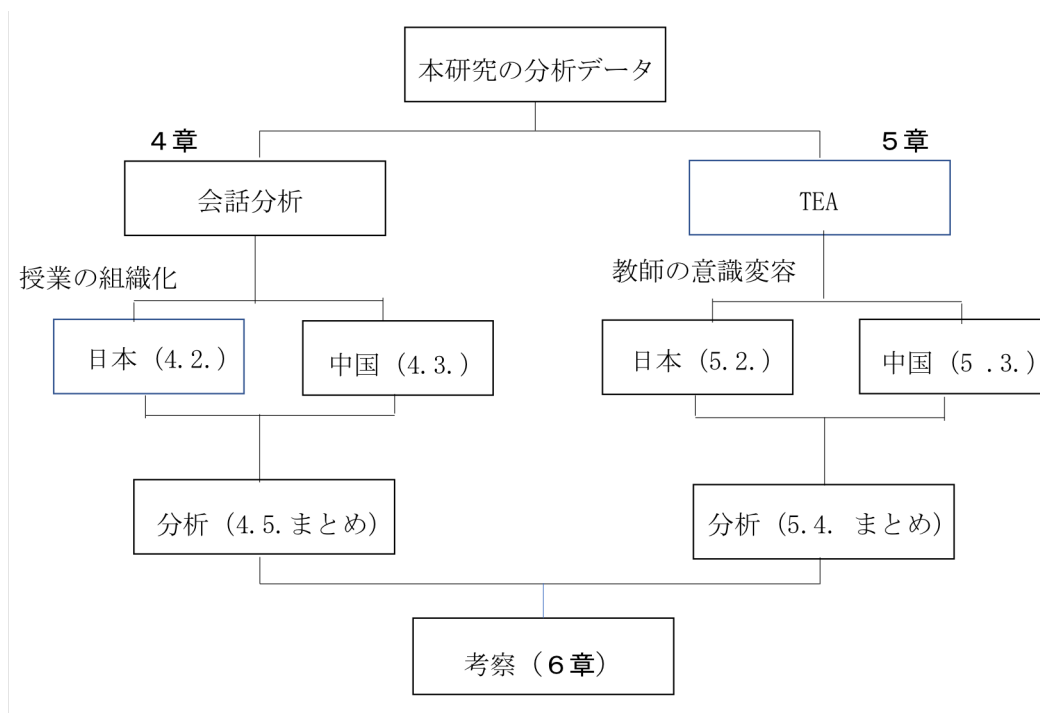 本研究の分析データ
4章
5章
会話分析
TEA
授業の組織化
教師の意識変容
日本（4.2.）
中国（4.3.）
日本（5.2.）
中国（5 .3.）
分析（4.5.まとめ）
分析（5.4. まとめ）
考察（6章）